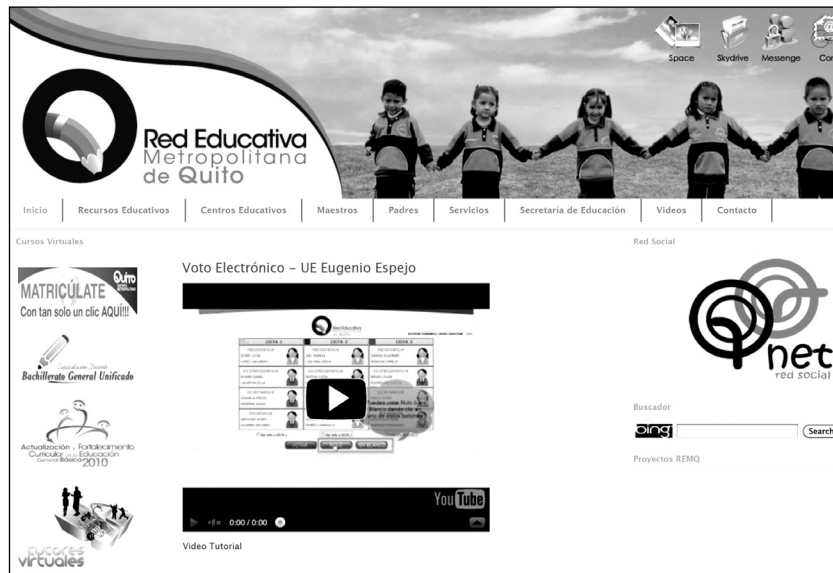 Space Skydrive Messenge
Red Educativa
Metropolitana
de Quito
Inicio Recursos Educativos Centros Educativos Maestros Padres Servicios Secretaría de Educación Videos Contacto
Cursos Virtuales
Red Social
Voto Electrónico - UE Eugenio Espejo
Quito
MATRICÚLATE
Con tan solo un clic AQUÍ!!!
Bachillerato General Unificado
Actualización y Fortalecimiento
Curricular de la Educación
General Básica 2010
tutores
virtuales
LISTA 1 LISTA 2 LISTA 3
YouTube
0:00 / 0:00
Video Tutorial
net
red social
Buscador
bing Search
Proyectos REMQ